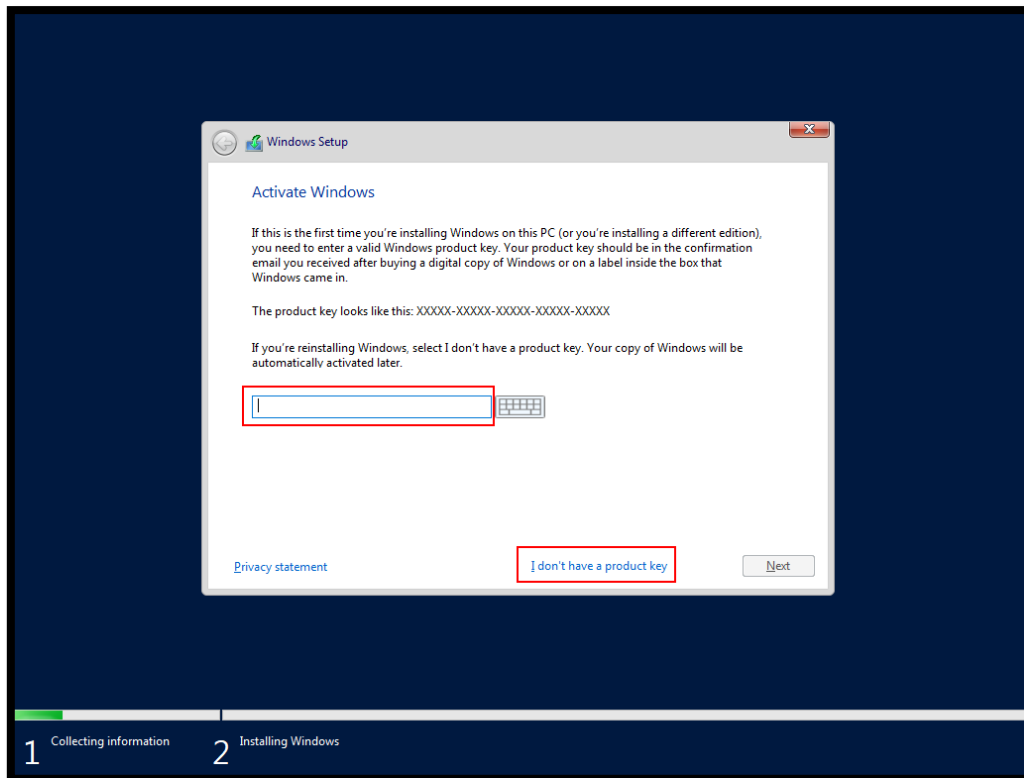 Windows Setup
Activate Windows
If this is the first time you're installing Windows on this PC (or you're installing a different edition),
you need to enter a valid Windows product key. Your product key should be in the confirmation
email you received after buying a digital copy of Windows or on a label inside the box that
Windows came in.
The product key looks like this: XXXXX-XXXXX-XXXXX-XXXXX-XXXXX
If you're reinstalling Windows, select I don't have a product key. Your copy of Windows will be
automatically activated later.
Privacy statement
I don't have a product key
Next
1 Collecting information
2 Installing Windows